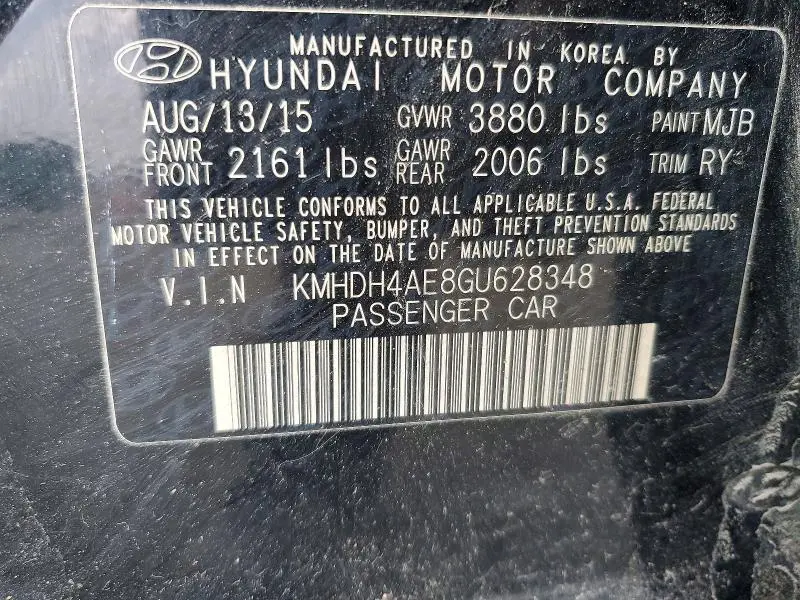 MANUFACTURED IN KOREA BY
HYUNDAI MOTOR COMPANY
AUG/13/15 GVWR 3880 lbs PAINT MJB
GAWR FRONT 2161 lbs GAWR REAR 2006 lbs TRIM RY
THIS VEHICLE CONFORMS TO ALL APPLICABLE U.S.A. FEDERAL
MOTOR VEHICLE SAFETY, BUMPER, AND THEFT PREVENTION STANDARDS
IN EFFECT ON THE DATE OF MANUFACTURE SHOWN ABOVE
V.I.N KMHDH4AE8GU628348
PASSENGER CAR